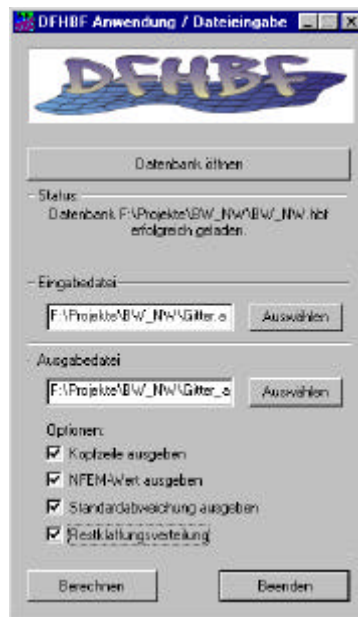 DFHBF Anwendung / Dateieingabe
DFHBF
Datenbank öffnen
Status:
Datenbank F:\Projekte\BW_NW\BW_NW.hbf
erfolgreich geladen.
Eingabedatei
F:\Projekte\BW_NW\Gitter.a
Auswählen
Ausgabedatei
F:\Projekte\BW_NW\Gitter_a
Auswählen
Optionen:
Kopfzeile ausgeben
NFEM-Wert ausgeben
Standardabweichung ausgeben
Restklaffungsverteilung
Berechnen
Beenden